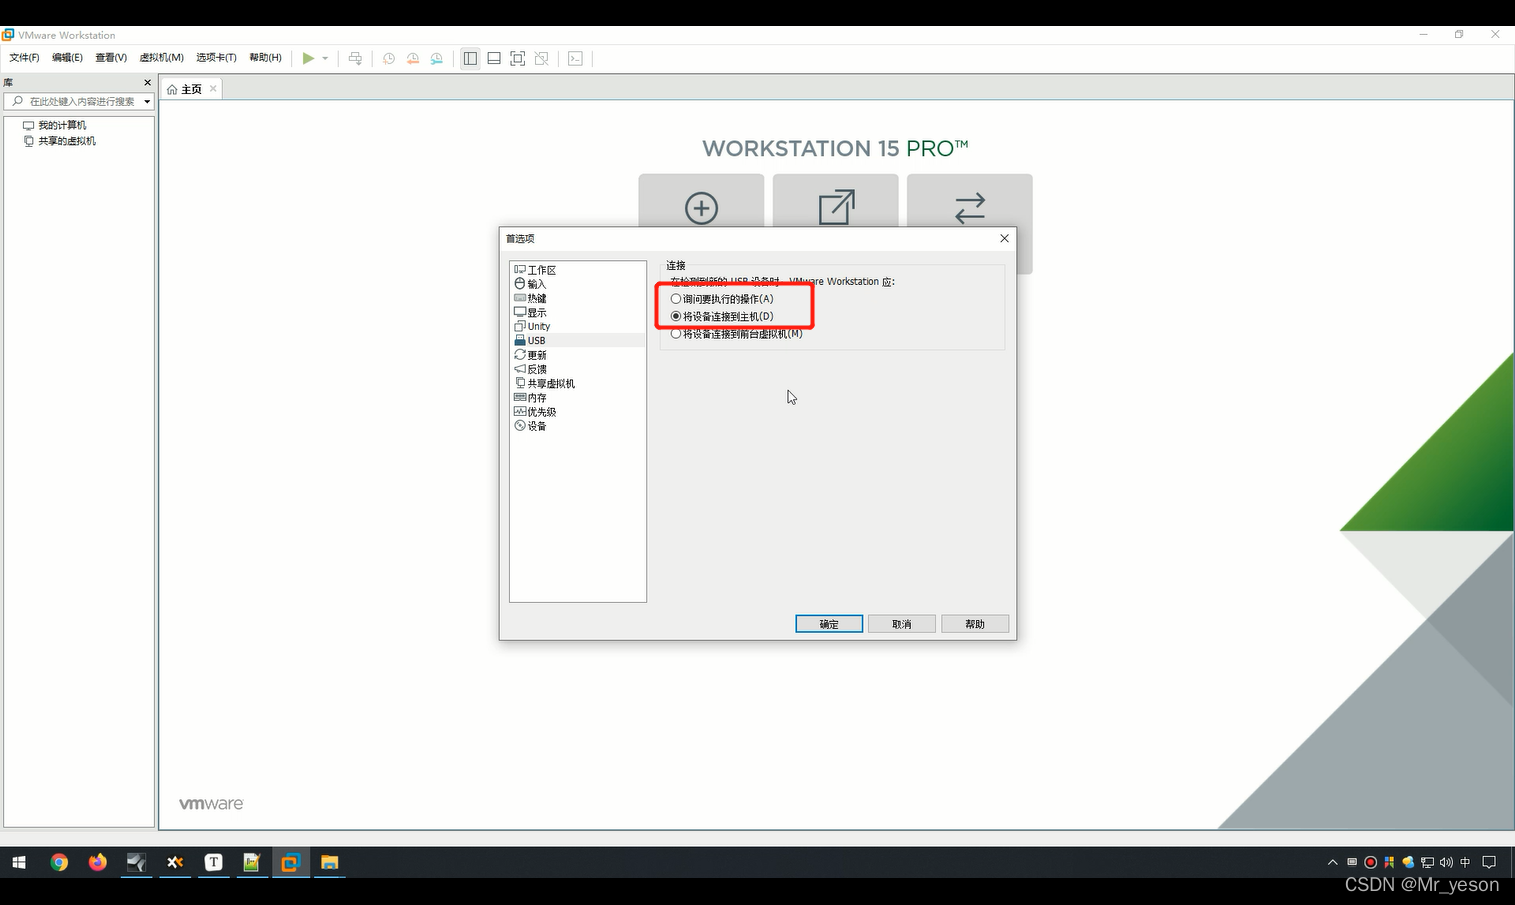 VMware Workstation
文件(F) 编辑(E) 查看(V) 虚拟机(M) 选项卡(T) 帮助(H)
库
主页
在此处键入内容进行搜索
我的计算机
共享的虚拟机
WORKSTATION 15 PRO™
首选项
工作区
输入
热键
显示
Unity
USB
更新
反馈
共享虚拟机
内存
优先级
设备
连接
在检测到新的 USB 设备时，VMware Workstation 应:
询问要执行的操作(A)
将设备连接到主机(D)
将设备连接到前台虚拟机(M)
确定 取消 帮助
vmware
T
中
CSDN @Mr_yeson